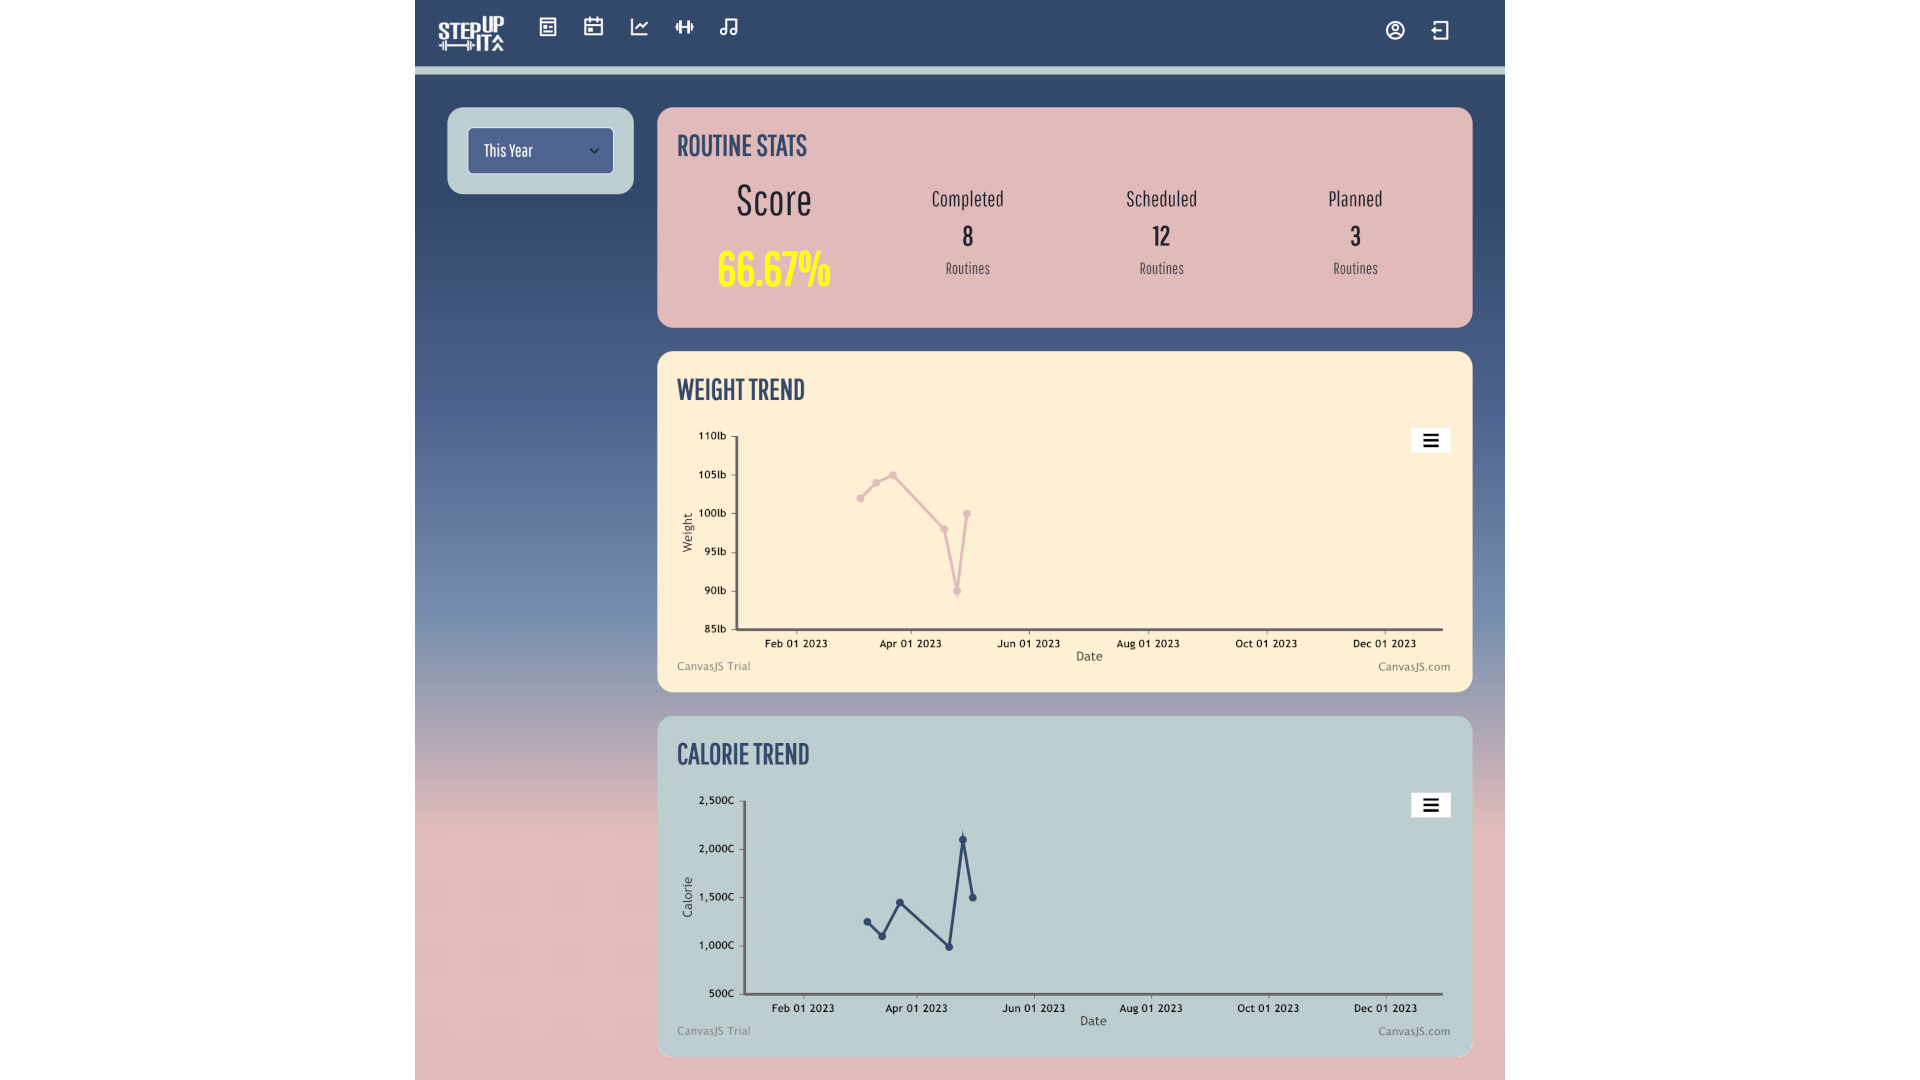 STEP UP
IT
This Year
ROUTINE STATS
Score
66.67%
Completed
8
Routines
Scheduled
12
Routines
Planned
3
Routines
WEIGHT TREND
110lb
105lb
100lb
95lb
90lb
85lb
Weight
Feb 01 2023 Apr 01 2023 Jun 01 2023 Aug 01 2023 Oct 01 2023 Dec 01 2023
Date
CanvasJS Trial
CanvasJS.com
CALORIE TREND
2,500C
2,000C
1,500C
1,000C
500C
Calorie
Feb 01 2023 Apr 01 2023 Jun 01 2023 Aug 01 2023 Oct 01 2023 Dec 01 2023
Date
CanvasJS Trial
CanvasJS.com